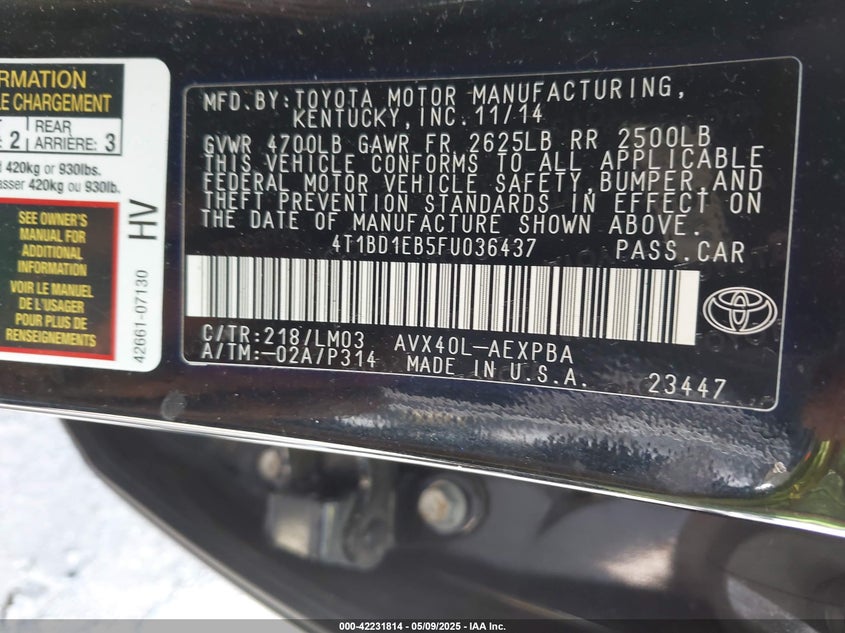 RMATION
LE CHARGEMENT
2
REAR
ARRIÈRE: 3
420kg or 930lbs.
asser 420kg ou 930lb.
SEE OWNER'S
MANUAL FOR
ADDITIONAL
INFORMATION
VOIR LE MANUEL
DE L'USAGER
POUR PLUS DE
RENSEIGNEMENTS
HV
42661-07130
MFD.BY:TOYOTA MOTOR MANUFACTURING,
KENTUCKY,INC.11/14
GVWR 4700LB GAWR FR 2625LB RR 2500LB
THIS VEHICLE CONFORMS TO ALL APPLICABLE
FEDERAL MOTOR VEHICLE SAFETY,BUMPER,AND
THEFT PREVENTION STANDARDS IN EFFECT ON
THE DATE OF MANUFACTURE SHOWN ABOVE.
4T1BD1EB5FU036437 PASS.CAR
C/TR:218/LM03 AVX40L-AEXPBA
A/TM:-02A/P314 MADE IN U.S.A. 23447
000-42231814 - 05/09/2025 - IAA Inc.